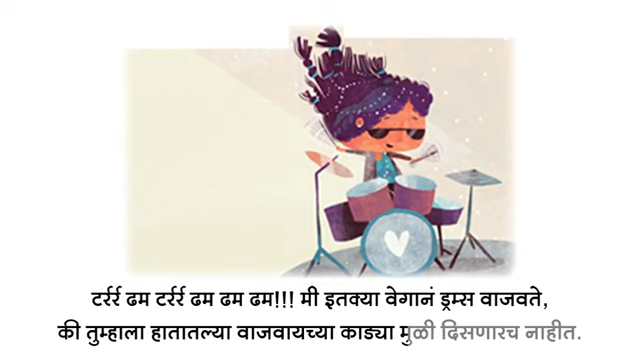 टर्रर्र ढम टर्रर्र ढम ढम ढम!!! मी इतक्या वेगानं ड्रम्स वाजवते,
की तुम्हाला हातातल्या वाजवायच्या काड्या मुळी दिसणारच नाहीत.